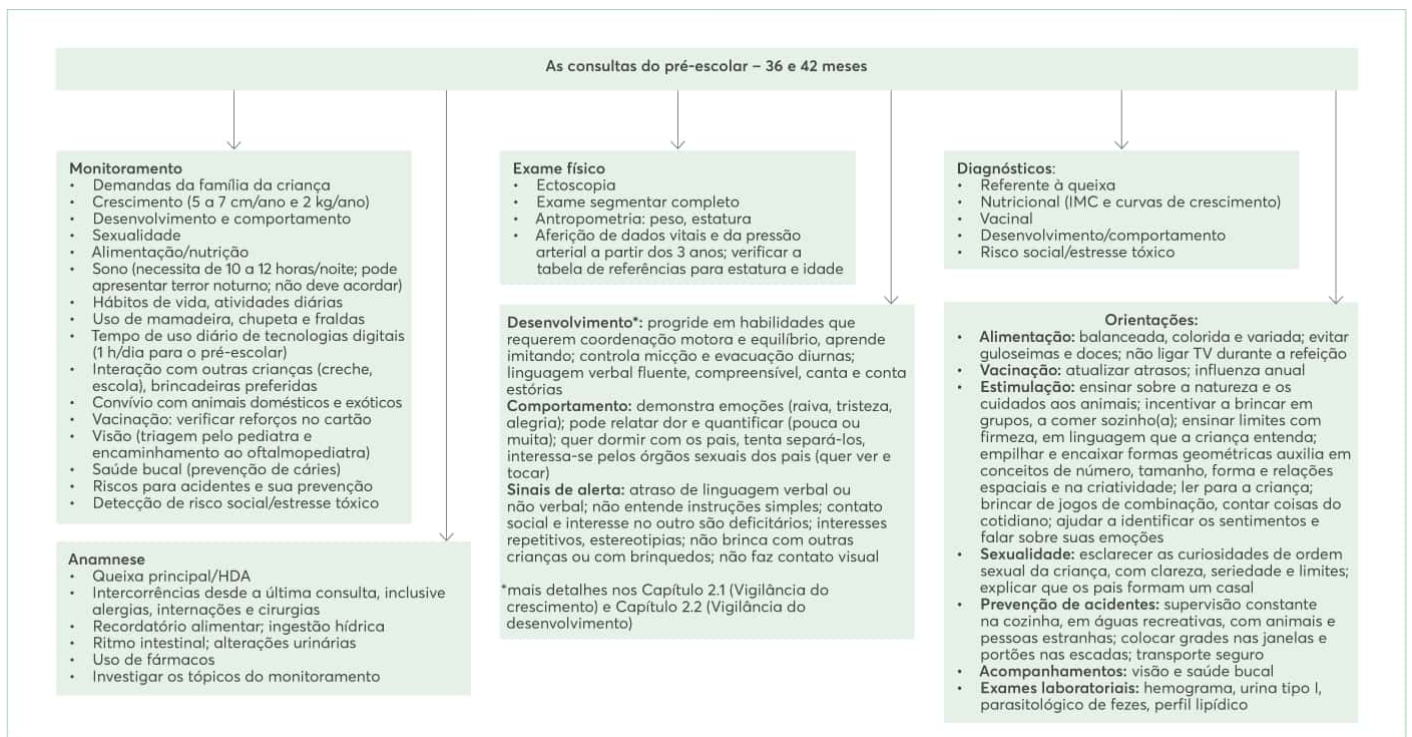 As consultas do pré-escolar – 36 e 42 meses
Monitoramento
• Demandas da família da criança
• Crescimento (5 a 7 cm/ano e 2 kg/ano)
• Desenvolvimento e comportamento
• Sexualidade
• Alimentação/nutrição
• Sono (necessita de 10 a 12 horas/noite; pode
apresentar terror noturno; não deve acordar)
• Hábitos de vida, atividades diárias
• Uso de mamadeira, chupeta e fraldas
• Tempo de uso diário de tecnologias digitais
(1 h/dia para o pré-escolar)
• Interação com outras crianças (creche,
escola), brincadeiras preferidas
• Convívio com animais domésticos e exóticos
• Vacinação: verificar reforços no cartão
• Visão (triagem pelo pediatra e
encaminhamento ao oftalmopediatra)
• Saúde bucal (prevenção de cáries)
• Riscos para acidentes e sua prevenção
• Detecção de risco social/estresse tóxico
Anamnese
• Queixa principal/HDA
• Intercorrências desde a última consulta, inclusive
alergias, internações e cirurgias
• Recordatório alimentar; ingestão hídrica
• Ritmo intestinal; alterações urinárias
• Uso de fármacos
• Investigar os tópicos do monitoramento
Exame físico
• Ectoscopia
• Exame segmentar completo
• Antropometria: peso, estatura
• Aferição de dados vitais e da pressão
arterial a partir dos 3 anos; verificar a
tabela de referências para estatura e idade
Desenvolvimento*: progride em habilidades que
requerem coordenação motora e equilíbrio, aprende
imitando; controla micção e evacuação diurnas;
linguagem verbal fluente, compreensível, canta e conta
estórias
Comportamento: demonstra emoções (raiva, tristeza,
alegria); pode relatar dor e quantificar (pouca ou
muita); quer dormir com os pais, tenta separá-los,
interessa-se pelos órgãos sexuais dos pais (quer ver e
tocar)
Sinais de alerta: atraso de linguagem verbal ou
não verbal; não entende instruções simples; contato
social e interesse no outro são deficitários; interesses
repetitivos, estereotipias; não brinca com outras
crianças ou com brinquedos; não faz contato visual
*mais detalhes nos Capítulo 2.1 (Vigilância do
crescimento) e Capítulo 2.2 (Vigilância do
desenvolvimento)
Diagnósticos:
• Referente à queixa
• Nutricional (IMC e curvas de crescimento)
• Vacinal
• Desenvolvimento/comportamento
• Risco social/estresse tóxico
Orientações:
• Alimentação: balanceada, colorida e variada; evitar
guloseimas e doces; não ligar TV durante a refeição
• Vacinação: atualizar atrasos; influenza anual
• Estimulação: ensinar sobre a natureza e os
cuidados aos animais; incentivar a brincar em
grupos, a comer sozinho(a); ensinar limites com
firmeza, em linguagem que a criança entenda;
empilhar e encaixar formas geométricas auxilia em
conceitos de número, tamanho, forma e relações
espaciais e na criatividade; ler para a criança;
brincar de jogos de combinação, contar coisas do
cotidiano; ajudar a identificar os sentimentos e
falar sobre suas emoções
• Sexualidade: esclarecer as curiosidades de ordem
sexual da criança, com clareza, seriedade e limites;
explicar que os pais formam um casal
• Prevenção de acidentes: supervisão constante
na cozinha, em águas recreativas, com animais e
pessoas estranhas; colocar grades nas janelas e
portões nas escadas; transporte seguro
• Acompanhamentos: visão e saúde bucal
• Exames laboratoriais: hemograma, urina tipo I,
parasitológico de fezes, perfil lipídico